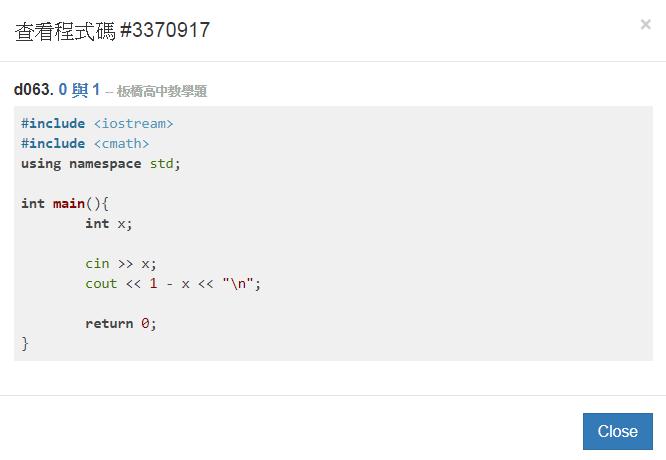 查看程式碼 #3370917
×
d063. 0 與 1 -- 板橋高中教學題
#include <iostream>
#include <cmath>
using namespace std;
int main(){
int x;
cin >> x;
cout << 1 - x << "\n";
return 0;
}
Close